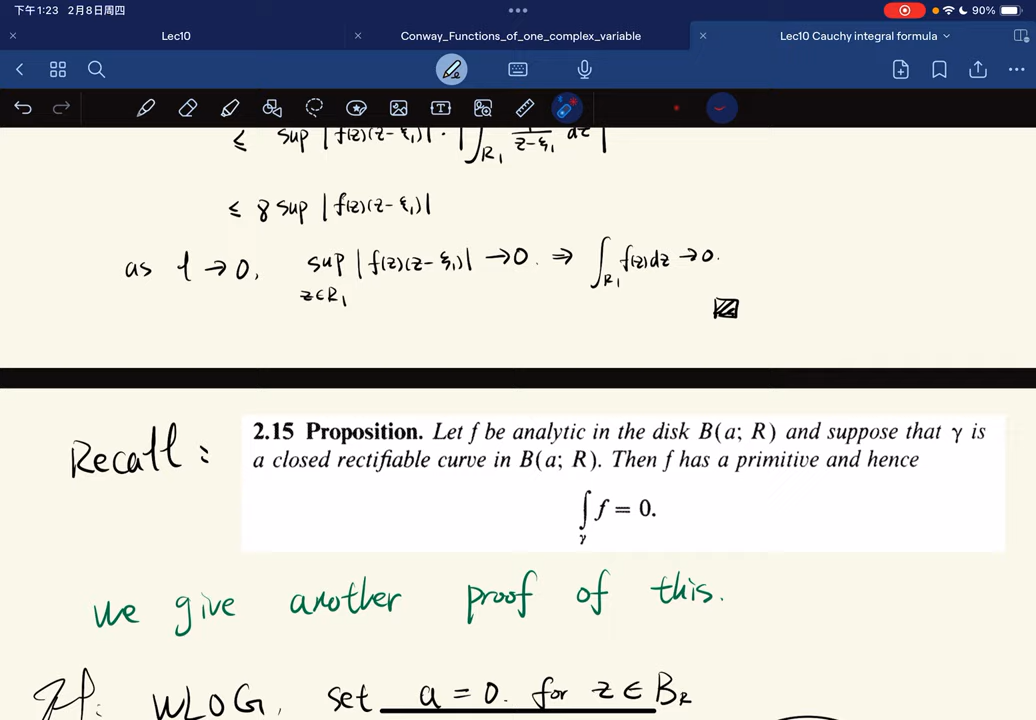 下午1:23 2月8日周四
90%
Lec10
Conway_Functions_of_one_complex_variable
Lec10 Cauchy integral formula
≤ sup |f(z)(z-ξ₁)| · |∫_{R₁} 1/(z-ξ₁) dz|
≤ 8 sup |f(z)(z-ξ₁)|
as l → 0, sup_{z∈R₁} |f(z)(z-ξ₁)| → 0. ⇒ ∫_{R₁} f(z)dz → 0.
Recall:
2.15 Proposition. Let f be analytic in the disk B(a; R) and suppose that γ is
a closed rectifiable curve in B(a; R). Then f has a primitive and hence
∫_γ f = 0.
we give another proof of this.
Pf: WLOG, set a = 0. for z ∈ B_R